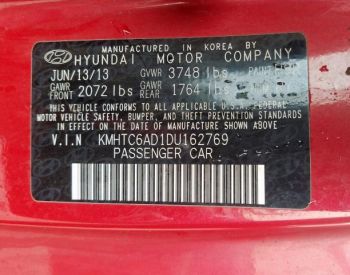 MANUFACTURED IN KOREA BY
HYUNDAI MOTOR COMPANY
JUN/13/13 GVWR 3748 lbs PAINT
GAWR FRONT 2072 lbs GAWR REAR 1764 lbs
THIS VEHICLE CONFORMS TO ALL APPLICABLE U.S.A. FEDERAL
MOTOR VEHICLE SAFETY, BUMPER, AND THEFT PREVENTION
STANDARDS IN EFFECT ON THE DATE OF MANUFACTURE SHOWN ABOVE.
V.I.N KMHTC6AD1DU162769
PASSENGER CAR